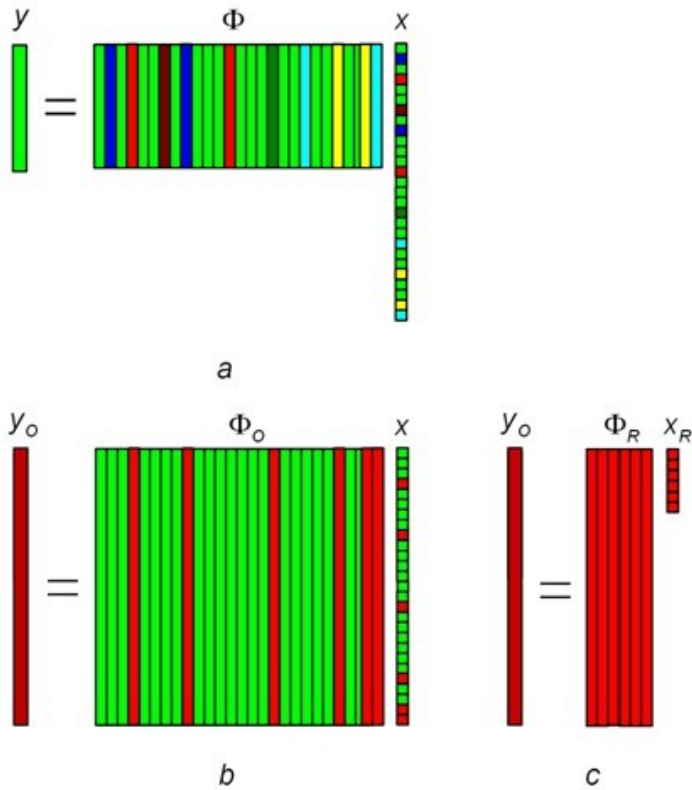 y = Φ x
a
y_O = Φ_O x y_O = Φ_R x_R
b c